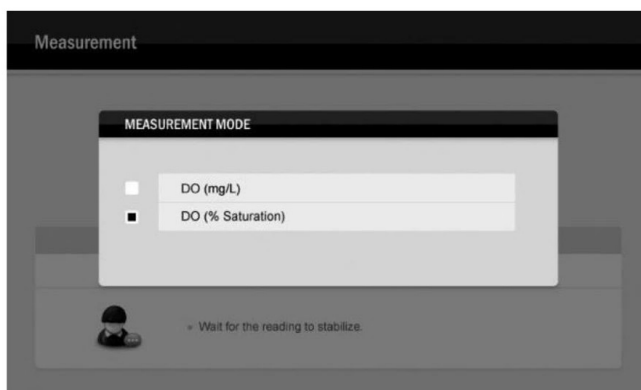 Measurement
MEASUREMENT MODE
DO (mg/L)
DO (% Saturation)
» Wait for the reading to stabilize.